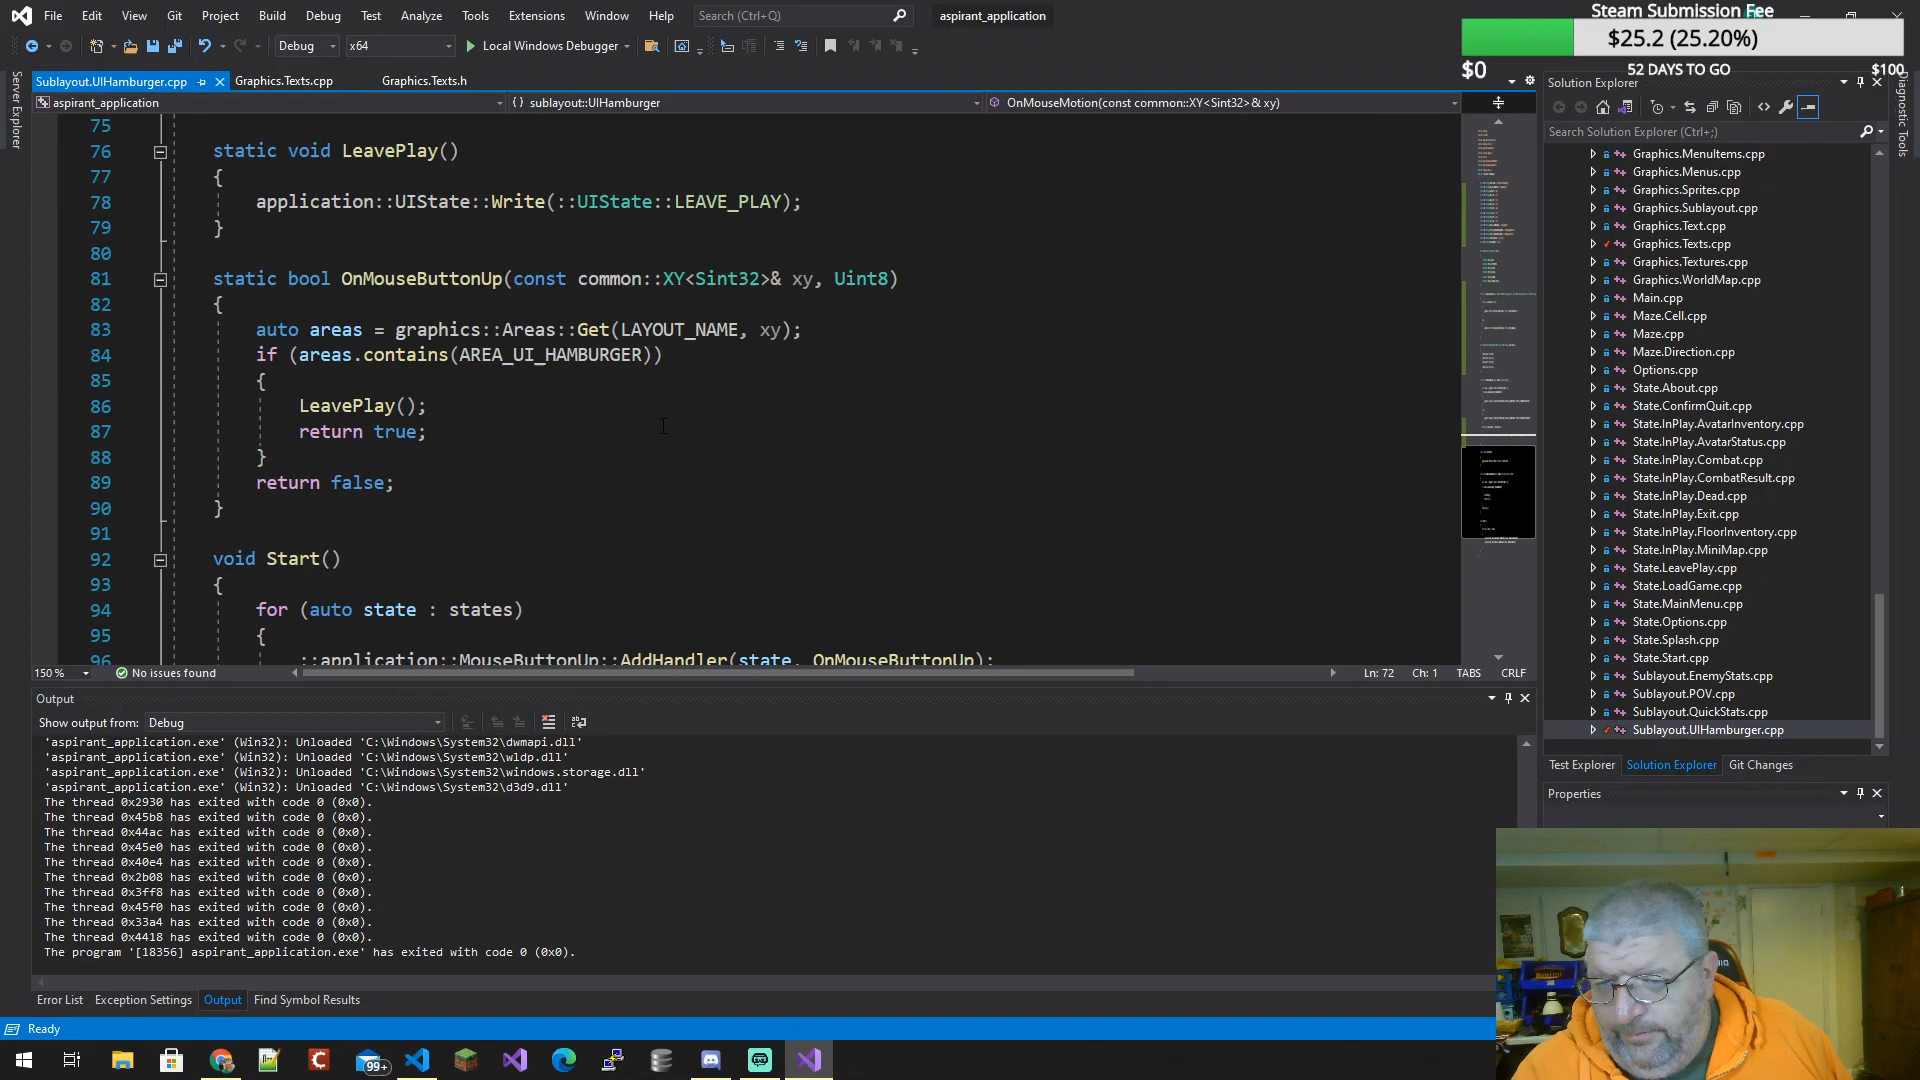 File Edit View Git Project Build Debug Test Analyze Tools Extensions Window Help Search (Ctrl+Q) aspirant_application
Steam Submission Fee
$25.2 (25.20%)
$0 52 DAYS TO GO $100
Debug x64 Local Windows Debugger
Server Explorer
Diagnostic Tools
Sublayout.UIHamburger.cpp Graphics.Texts.cpp Graphics.Texts.h
aspirant_application sublayout::UIHamburger OnMouseMotion(const common::XY<Sint32>& xy)
75
76 static void LeavePlay()
77 {
78 application::UIState::Write(::UIState::LEAVE_PLAY);
79 }
80
81 static bool OnMouseButtonUp(const common::XY<Sint32>& xy, Uint8)
82 {
83 auto areas = graphics::Areas::Get(LAYOUT_NAME, xy);
84 if (areas.contains(AREA_UI_HAMBURGER))
85 {
86 LeavePlay();
87 return true;
88 }
89 return false;
90 }
91
92 void Start()
93 {
94 for (auto state : states)
95 {
96 ::application::MouseButtonUp::AddHandler(state, OnMouseButtonUp);
150 % No issues found Ln: 72 Ch: 1 TABS CRLF
Output
Show output from: Debug
'aspirant_application.exe' (Win32): Unloaded 'C:\Windows\System32\dwmapi.dll'
'aspirant_application.exe' (Win32): Unloaded 'C:\Windows\System32\wldp.dll'
'aspirant_application.exe' (Win32): Unloaded 'C:\Windows\System32\windows.storage.dll'
'aspirant_application.exe' (Win32): Unloaded 'C:\Windows\System32\d3d9.dll'
The thread 0x2930 has exited with code 0 (0x0).
The thread 0x45b8 has exited with code 0 (0x0).
The thread 0x44ac has exited with code 0 (0x0).
The thread 0x45e0 has exited with code 0 (0x0).
The thread 0x40e4 has exited with code 0 (0x0).
The thread 0x2b08 has exited with code 0 (0x0).
The thread 0x3ff8 has exited with code 0 (0x0).
The thread 0x45f0 has exited with code 0 (0x0).
The thread 0x33a4 has exited with code 0 (0x0).
The thread 0x4418 has exited with code 0 (0x0).
The program '[18356] aspirant_application.exe' has exited with code 0 (0x0).
Error List Exception Settings Output Find Symbol Results
Ready
Solution Explorer
Search Solution Explorer (Ctrl+;)
Graphics.MenuItems.cpp
Graphics.Menus.cpp
Graphics.Sprites.cpp
Graphics.Sublayout.cpp
Graphics.Text.cpp
Graphics.Texts.cpp
Graphics.Textures.cpp
Graphics.WorldMap.cpp
Main.cpp
Maze.Cell.cpp
Maze.cpp
Maze.Direction.cpp
Options.cpp
State.About.cpp
State.ConfirmQuit.cpp
State.InPlay.AvatarInventory.cpp
State.InPlay.AvatarStatus.cpp
State.InPlay.Combat.cpp
State.InPlay.CombatResult.cpp
State.InPlay.Dead.cpp
State.InPlay.Exit.cpp
State.InPlay.FloorInventory.cpp
State.InPlay.MiniMap.cpp
State.LeavePlay.cpp
State.LoadGame.cpp
State.MainMenu.cpp
State.Options.cpp
State.Splash.cpp
State.Start.cpp
Sublayout.EnemyStats.cpp
Sublayout.POV.cpp
Sublayout.QuickStats.cpp
Sublayout.UIHamburger.cpp
Test Explorer Solution Explorer Git Changes
Properties
99+